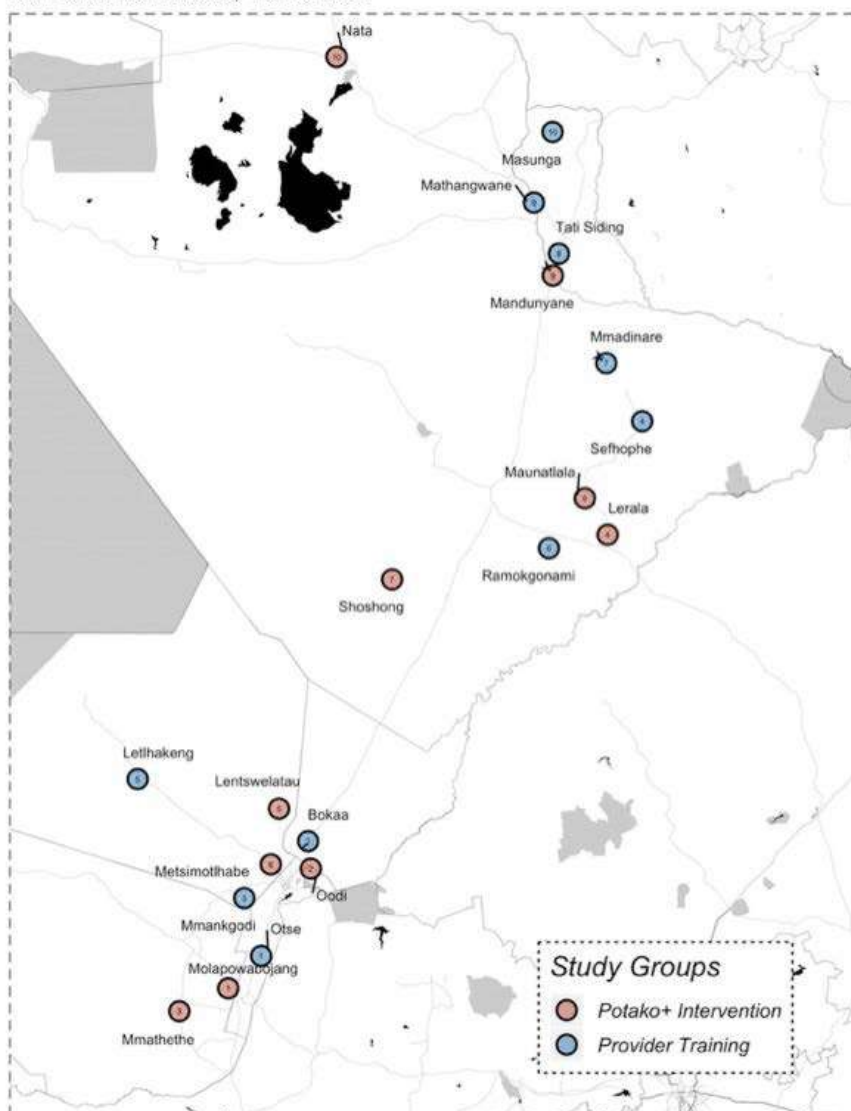 Nata
Masunga
Mathangwane
Tati Siding
Mandunyane
Mmadinare
Sefhophe
Maunatlala
Lerala
Ramokgonami
Shoshong
Letlhakeng
Lentswelatau
Bokaa
Metsimotlhabe
Oodi
Mmankgodi
Otse
Molapowabojang
Mmathethe
Study Groups
Potako+ Intervention
Provider Training